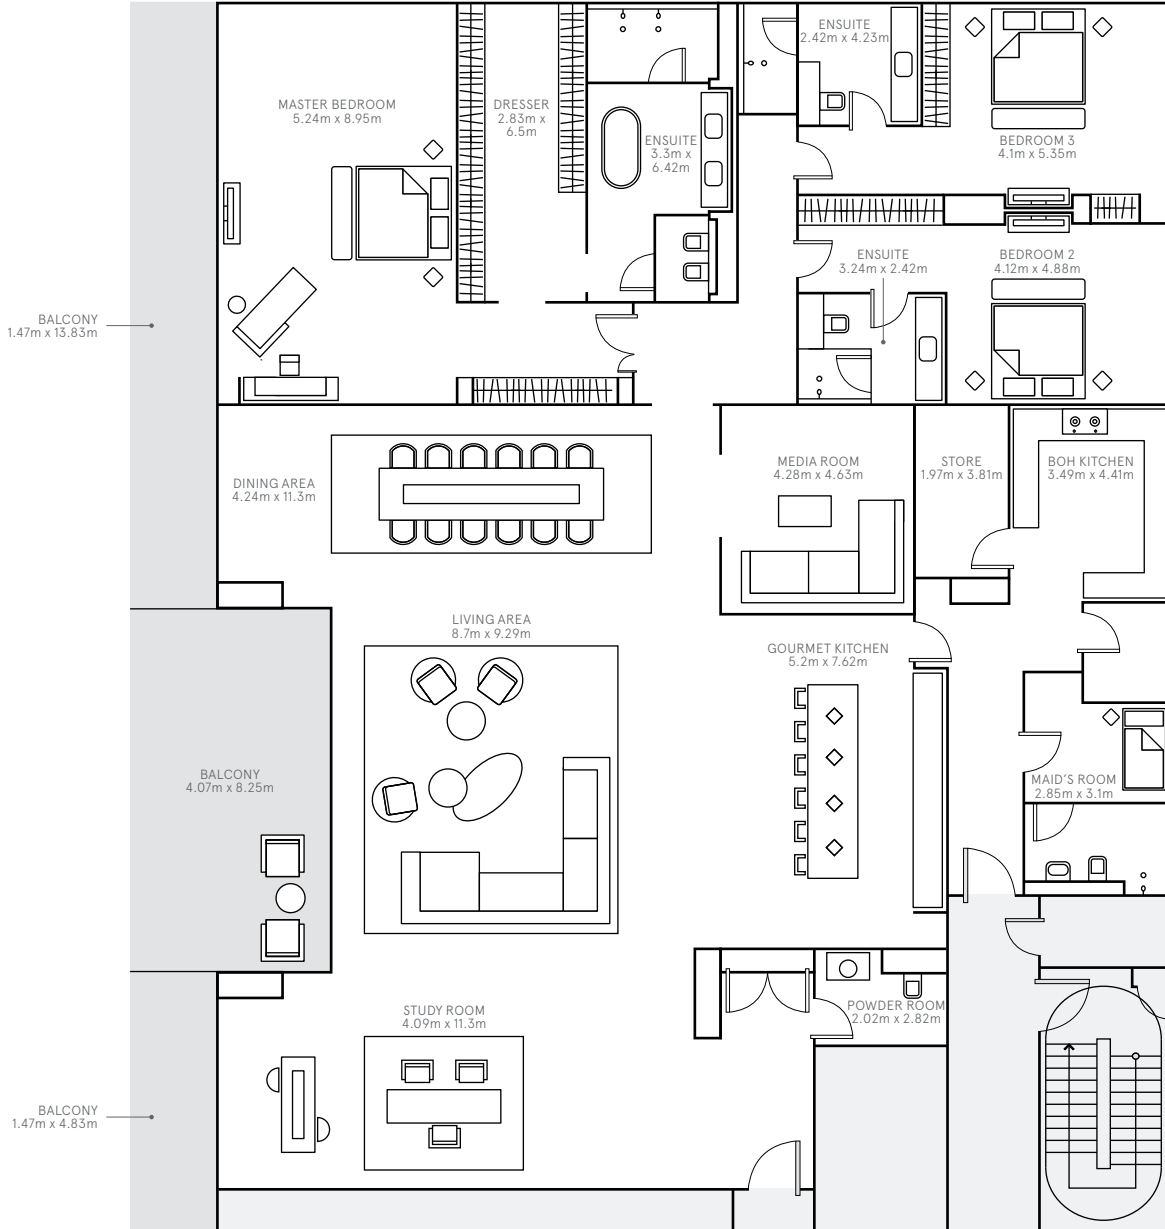 ENSUITE
2.42m x 4.23m
MASTER BEDROOM
5.24m x 8.95m
DRESSER
2.83m x
6.5m
ENSUITE
3.3m x
6.42m
BEDROOM 3
4.1m x 5.35m
ENSUITE
3.24m x 2.42m
BEDROOM 2
4.12m x 4.88m
BALCONY
1.47m x 13.83m
DINING AREA
4.24m x 11.3m
MEDIA ROOM
4.28m x 4.63m
STORE
1.97m x 3.81m
BOH KITCHEN
3.49m x 4.41m
LIVING AREA
8.7m x 9.29m
GOURMET KITCHEN
5.2m x 7.62m
BALCONY
4.07m x 8.25m
MAID'S ROOM
2.85m x 3.1m
STUDY ROOM
4.09m x 11.3m
POWDER ROOM
2.02m x 2.82m
BALCONY
1.47m x 4.83m